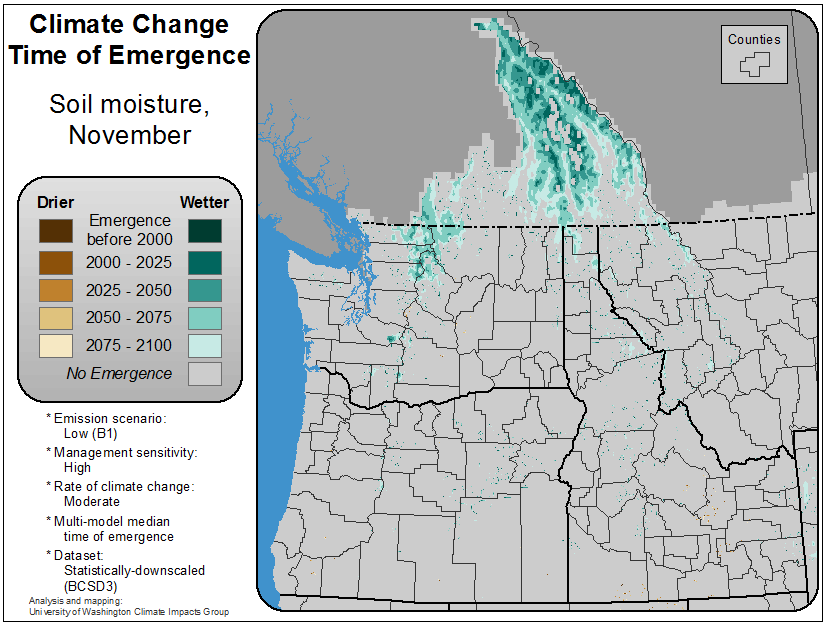 Climate Change
Time of Emergence
Soil moisture,
November
Drier
Wetter
Emergence
before 2000
2000 - 2025
2025 - 2050
2050 - 2075
2075 - 2100
No Emergence
* Emission scenario:
Low (B1)
* Management sensitivity:
High
* Rate of climate change:
Moderate
* Multi-model median
time of emergence
* Dataset:
Statistically-downscaled
(BCSD3)
Analysis and mapping:
University of Washington Climate Impacts Group
Counties